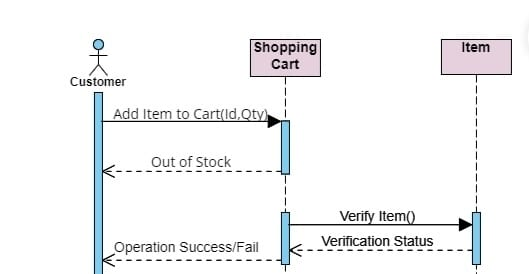 Shopping
Cart
Item
Customer
Add Item to Cart(Id,Qty)
Out of Stock
Verify Item()
Verification Status
Operation Success/Fail